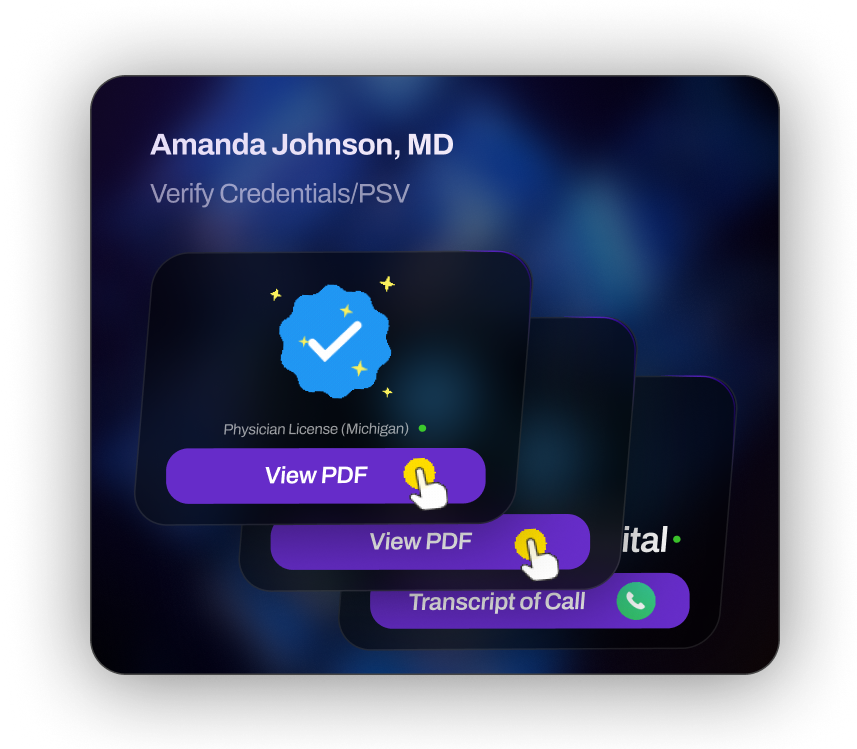 Amanda Johnson, MD
Verify Credentials/PSV
Physician License (Michigan)
View PDF
View PDF
ital
Transcript of Call